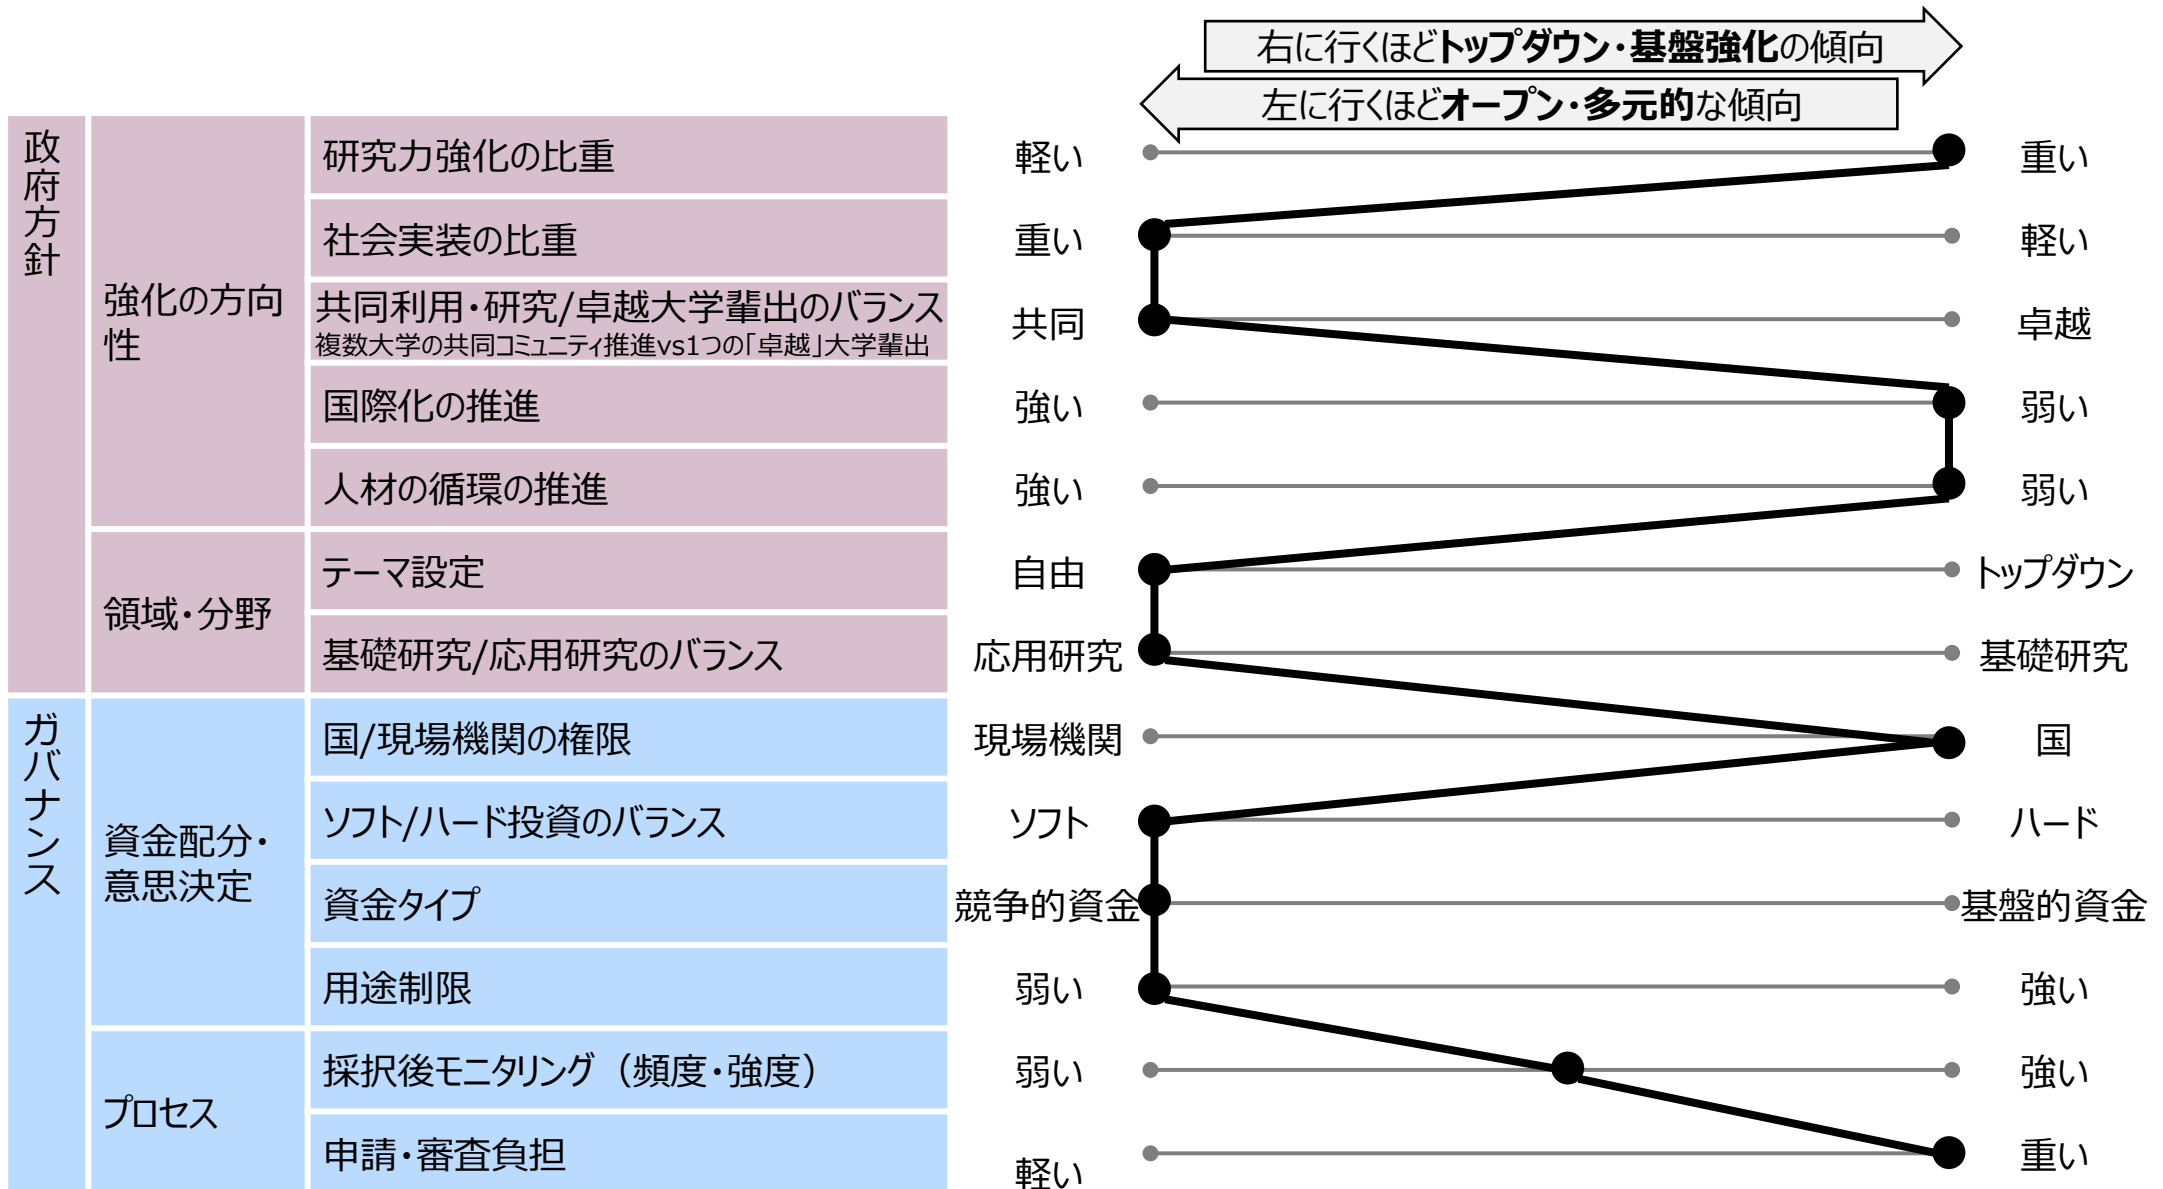 右に行くほどトップダウン・基盤強化の傾向
左に行くほどオープン・多元的な傾向
政府方針
強化の方向
性
研究力強化の比重
軽い
重い
社会実装の比重
重い
軽い
共同利用・研究/卓越大学輩出のバランス
複数大学の共同コミュニティ推進vs1つの「卓越」大学輩出
共同
卓越
国際化の推進
強い
弱い
人材の循環の推進
強い
弱い
領域・分野
テーマ設定
自由
トップダウン
基礎研究/応用研究のバランス
応用研究
基礎研究
ガバナンス
資金配分・
意思決定
国/現場機関の権限
現場機関
国
ソフト/ハード投資のバランス
ソフト
ハード
資金タイプ
競争的資金
基盤的資金
用途制限
弱い
強い
プロセス
採択後モニタリング（頻度・強度）
弱い
強い
申請・審査負担
軽い
重い